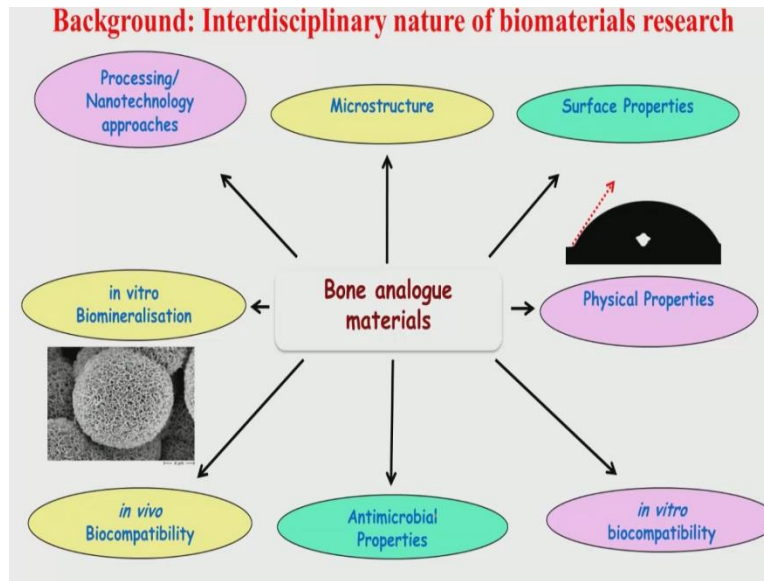 Background: Interdisciplinary nature of biomaterials research
Processing/
Nanotechnology
approaches
Microstructure
Surface Properties
in vitro
Biomineralisation
Bone analogue
materials
Physical Properties
in vivo
Biocompatibility
Antimicrobial
Properties
in vitro
biocompatibility